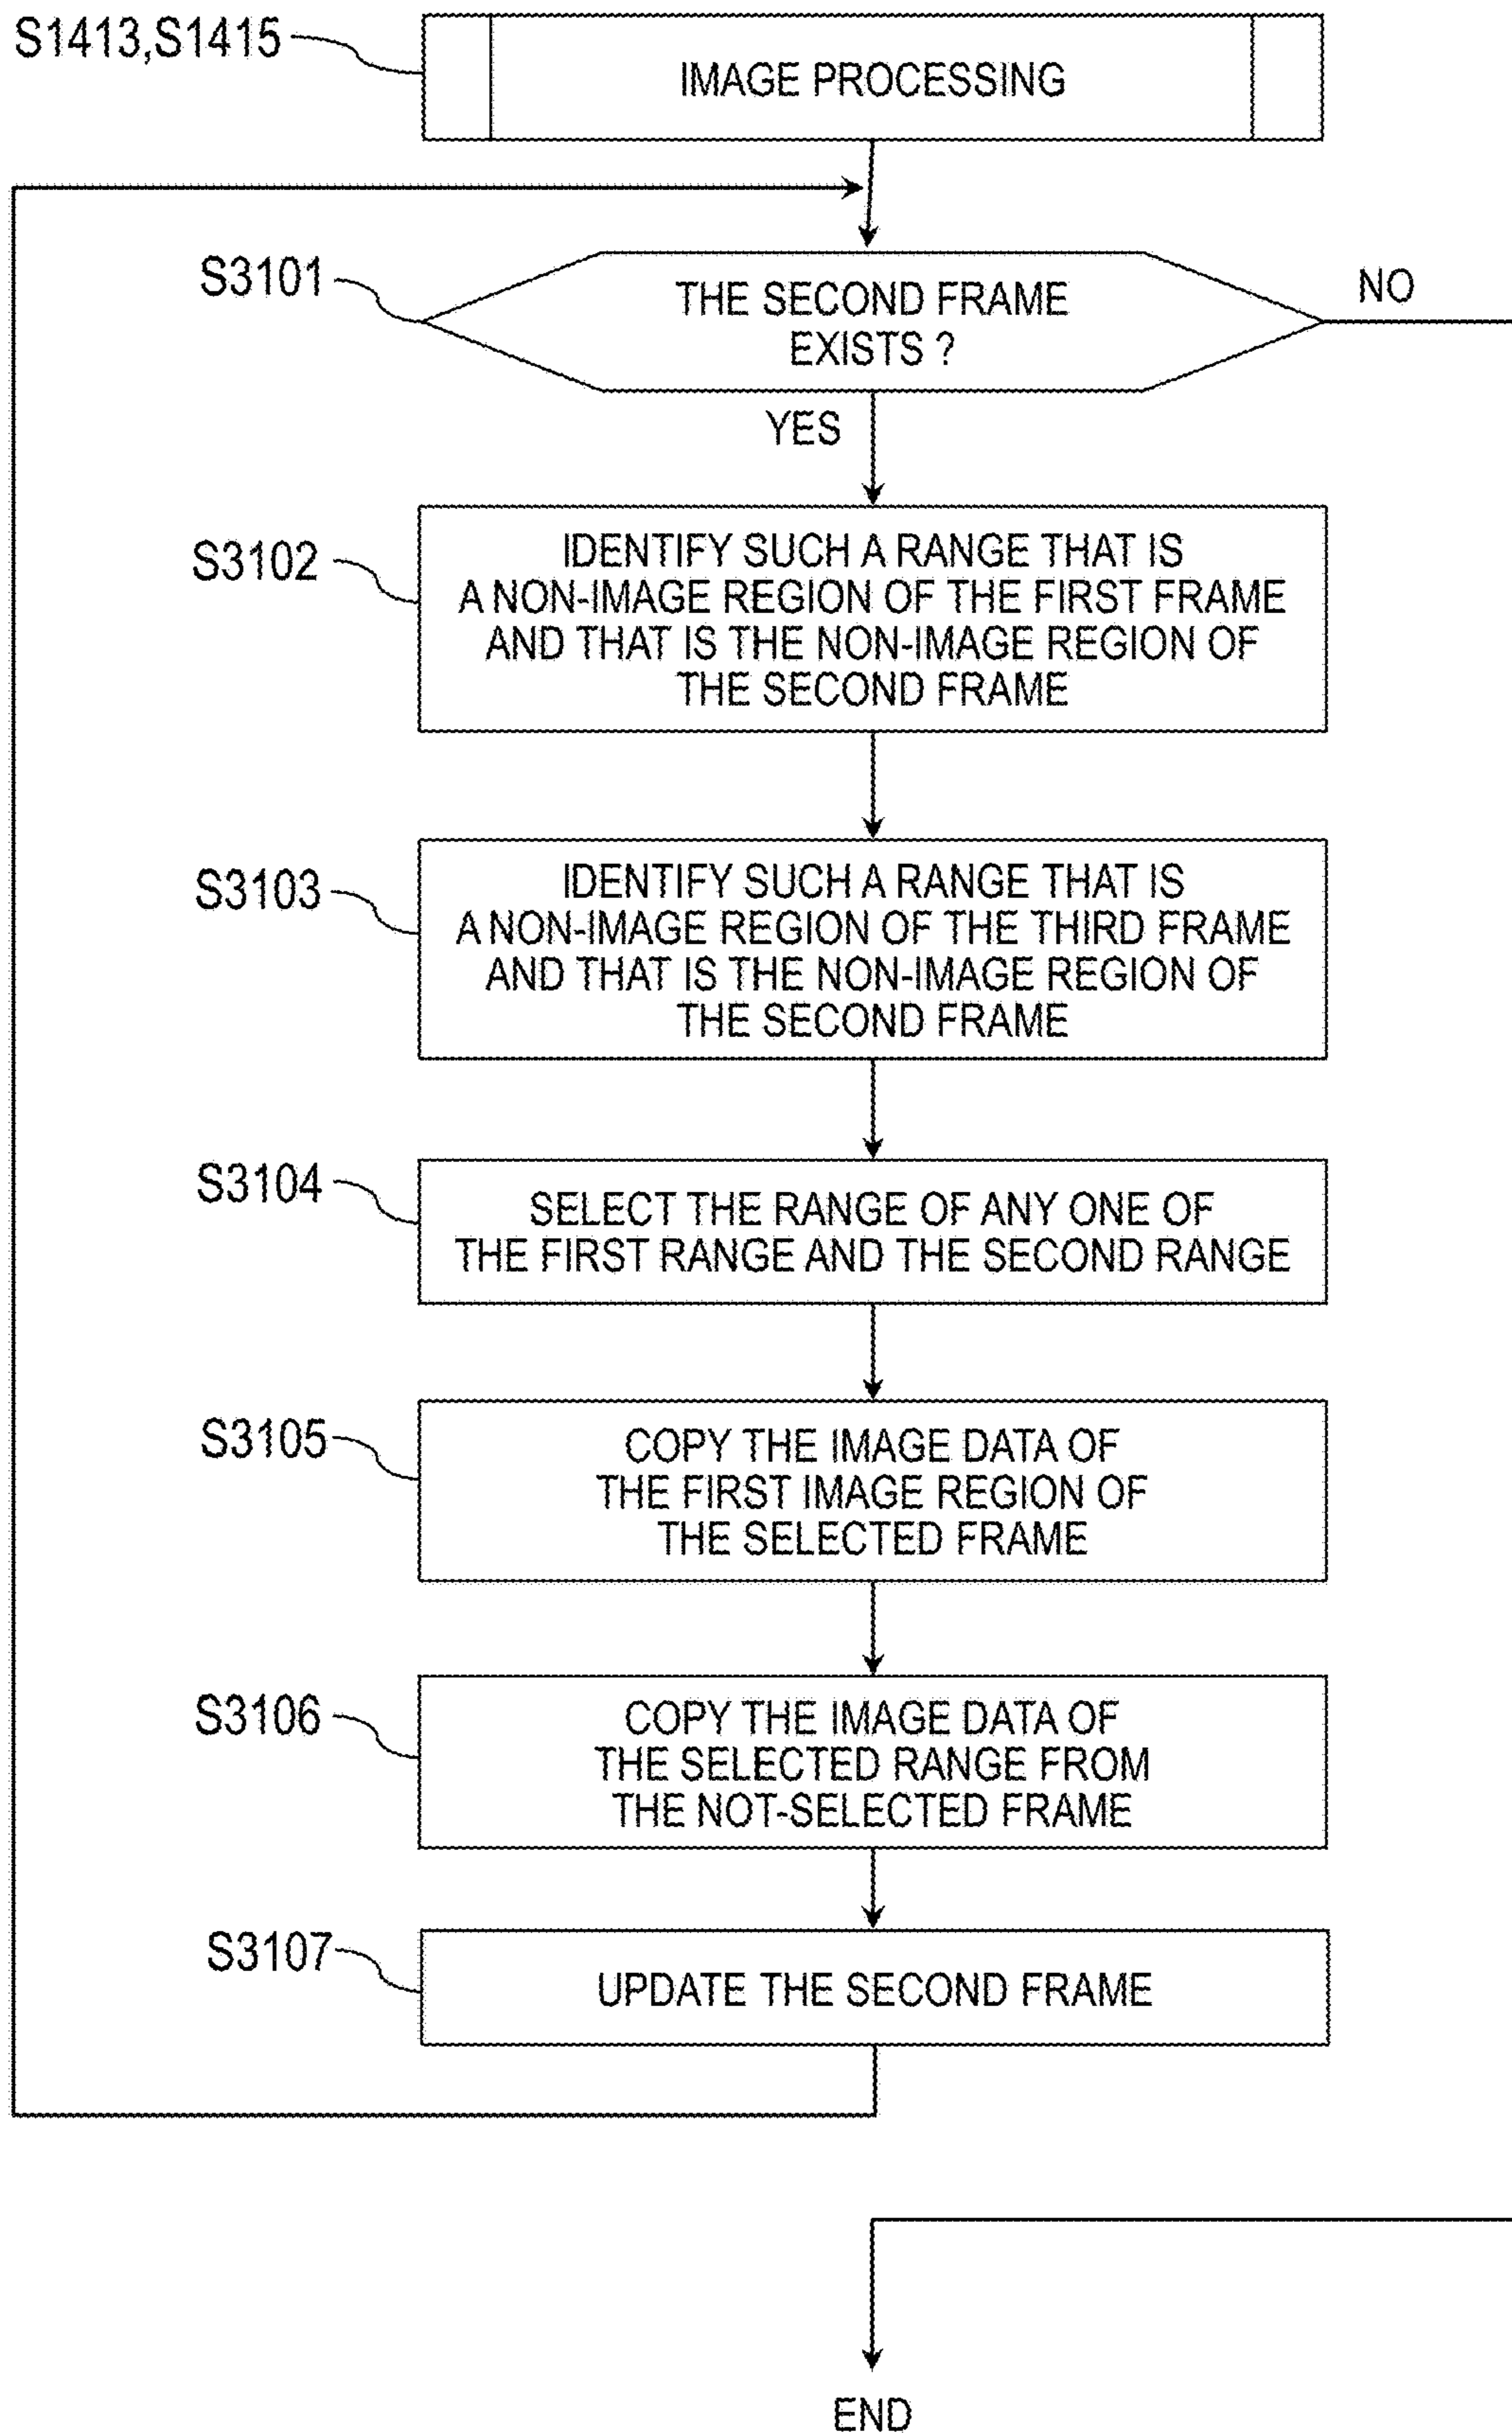 S1413,S1415
IMAGE PROCESSING
S3101
THE SECOND FRAME
EXISTS ?
NO
YES
S3102
IDENTIFY SUCH A RANGE THAT IS
A NON-IMAGE REGION OF THE FIRST FRAME
AND THAT IS THE NON-IMAGE REGION OF
THE SECOND FRAME
S3103
IDENTIFY SUCH A RANGE THAT IS
A NON-IMAGE REGION OF THE THIRD FRAME
AND THAT IS THE NON-IMAGE REGION OF
THE SECOND FRAME
S3104
SELECT THE RANGE OF ANY ONE OF
THE FIRST RANGE AND THE SECOND RANGE
S3105
COPY THE IMAGE DATA OF
THE FIRST IMAGE REGION OF
THE SELECTED FRAME
S3106
COPY THE IMAGE DATA OF
THE SELECTED RANGE FROM
THE NOT-SELECTED FRAME
S3107
UPDATE THE SECOND FRAME
END